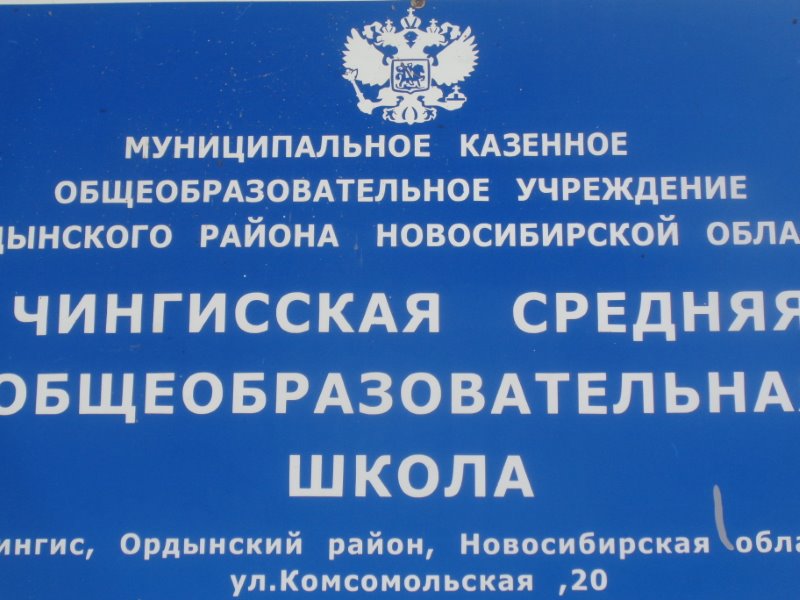 МУНИЦИПАЛЬНОЕ КАЗЕННОЕ
ОБЩЕОБРАЗОВАТЕЛЬНОЕ УЧРЕЖДЕНИЕ
ДЫНСКОГО РАЙОНА НОВОСИБИРСКОЙ ОБЛА
ЧИНГИССКАЯ СРЕДНЯЯ
ОБЩЕОБРАЗОВАТЕЛЬНА
ШКОЛА
ингис, Ордынский район, Новосибирская обла
ул.Комсомольская ,20